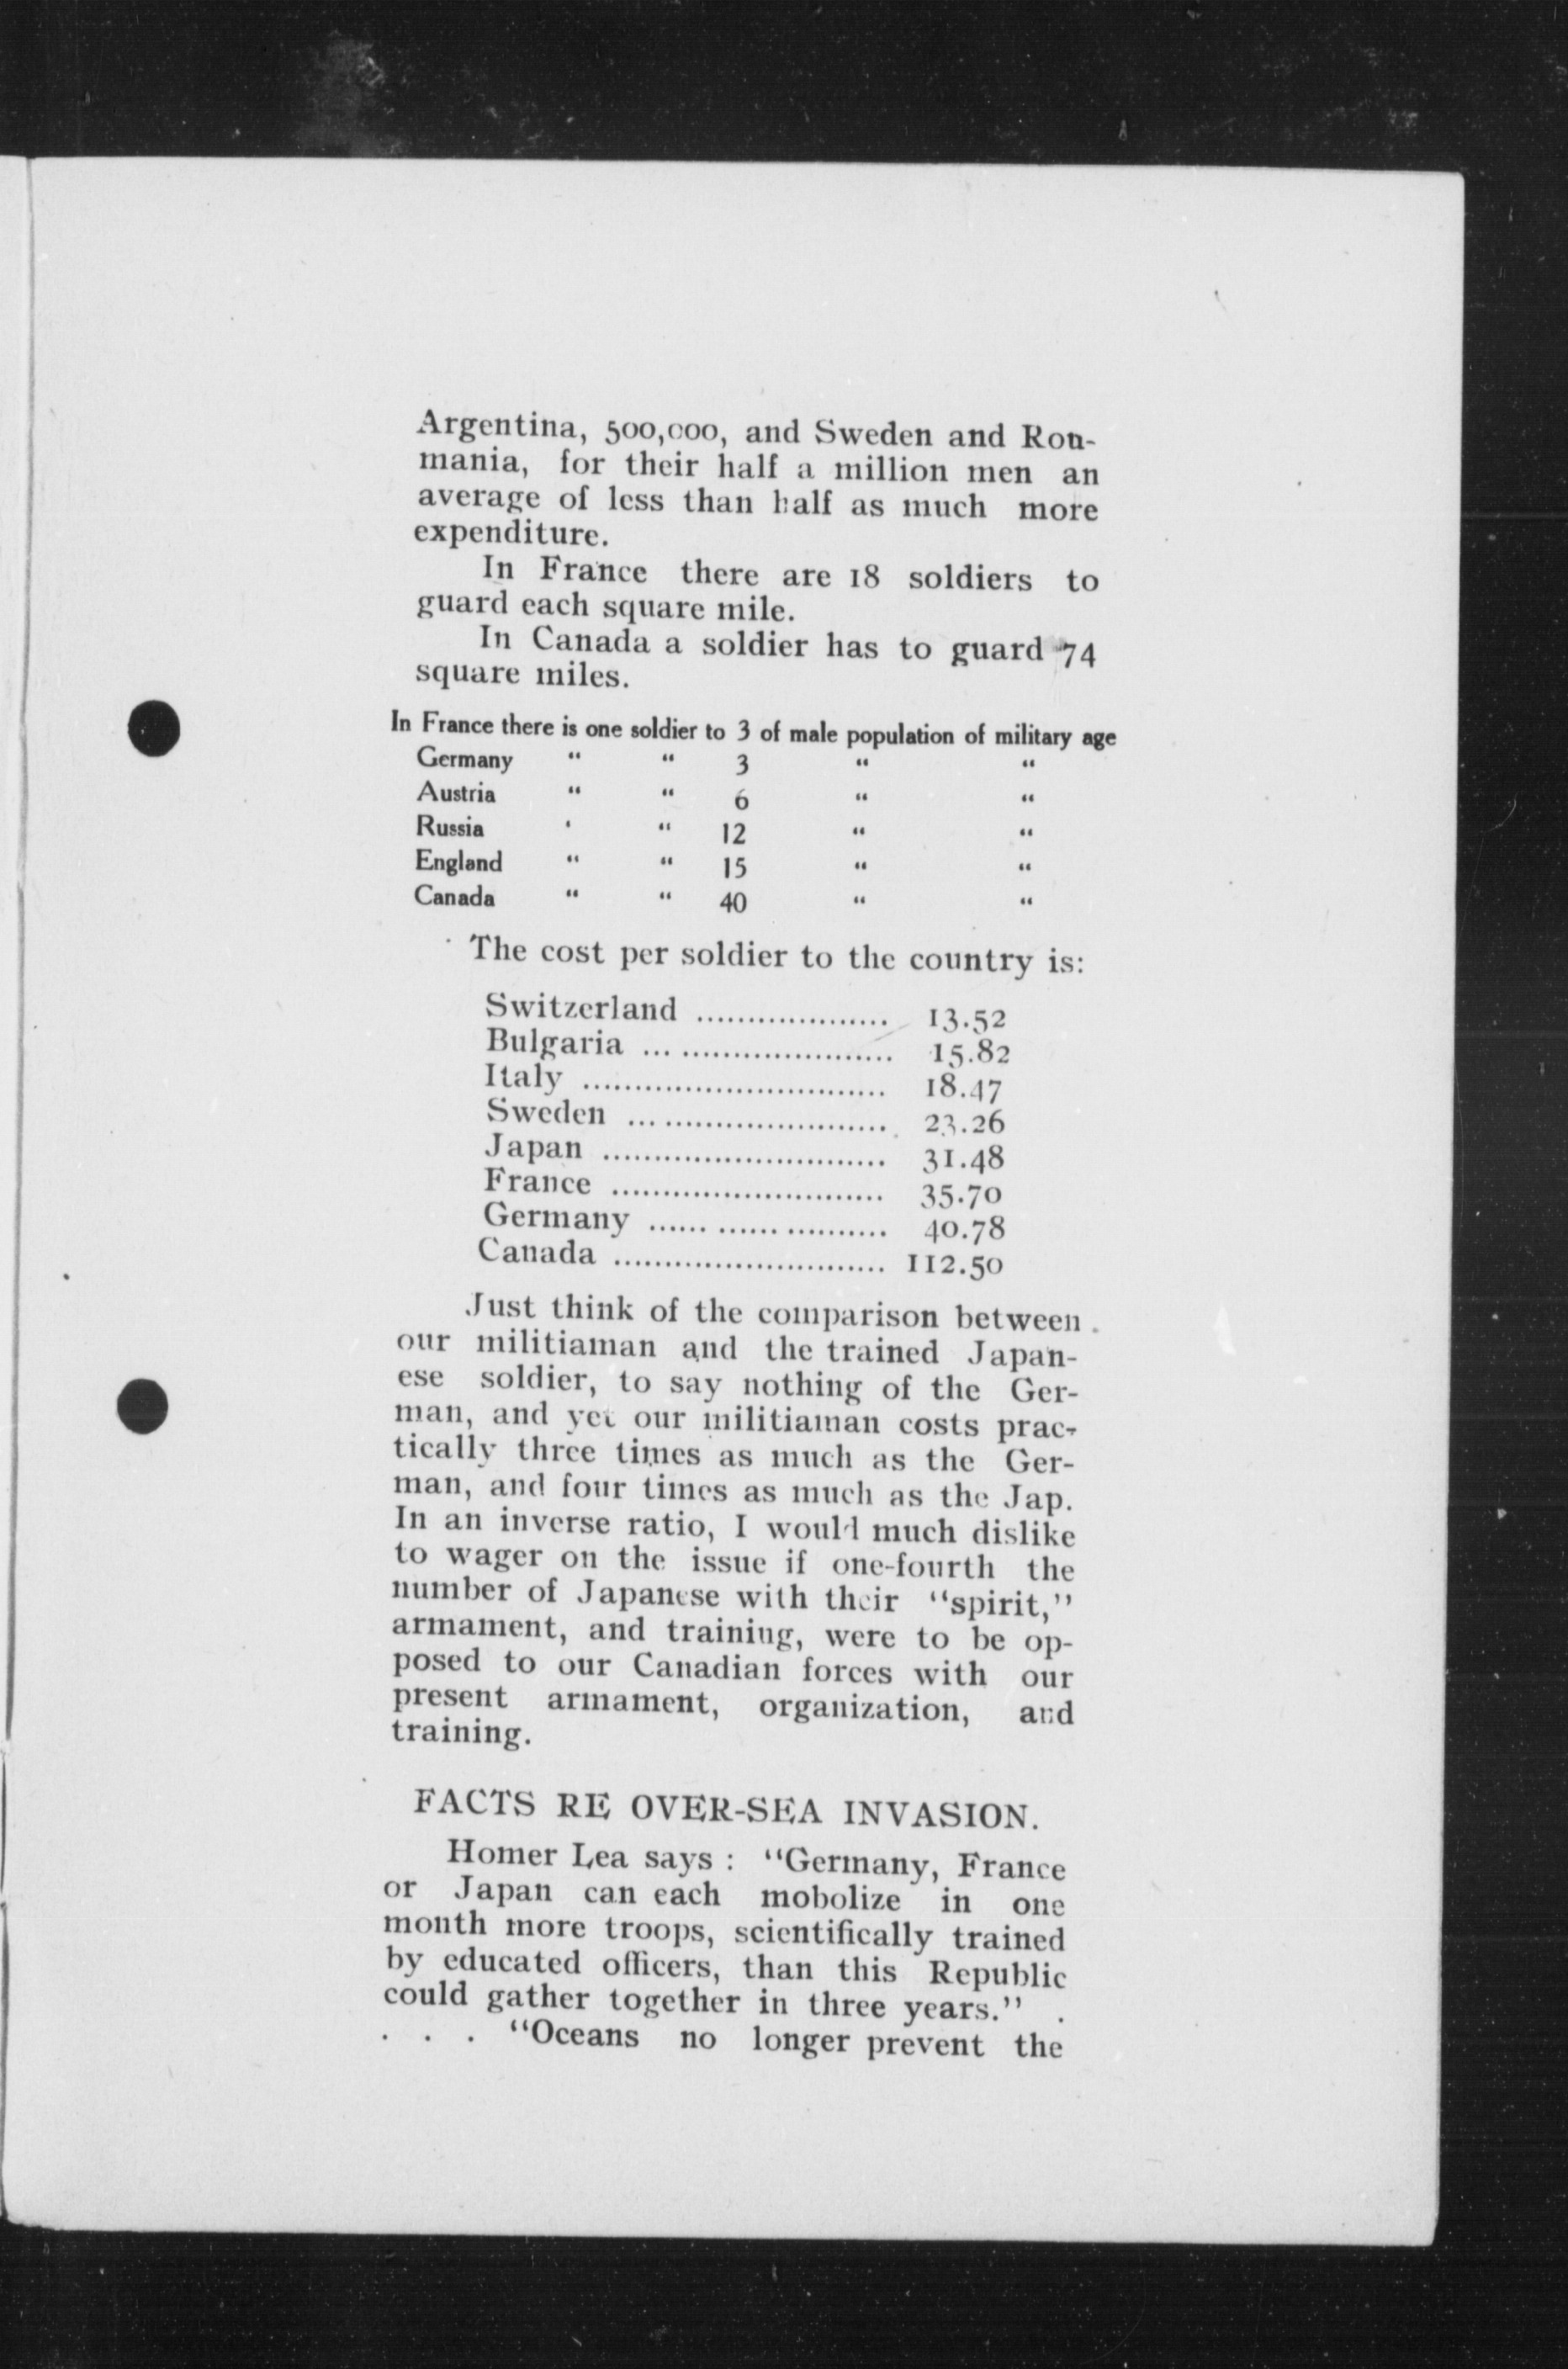 Argentina, 500,000, and Sweden and Rou-
mania, for their half a million men an
average of less than half as much more
expenditure.
In France there are 18 soldiers to
guard each square mile.
In Canada a soldier has to guard 74
square miles.
In France there is one soldier to 3 of male population of military age
Germany “ “ 3 “ “
Austria “ “ 6 “ “
Russia ‘ “ 12 “ “
England “ “ 15 “ “
Canada “ “ 40 “ “
The cost per soldier to the country is:
Switzerland ................... 13.52
Bulgaria ... ..................... 15.82
Italy .............................. 18.47
Sweden ... ...................... 23.26
Japan ............................ 31.48
France ........................... 35.70
Germany ...... ...... .......... 40.78
Canada ........................... 112.50
Just think of the comparison between
our militiaman and the trained Japan-
ese soldier, to say nothing of the Ger-
man, and yet our militiaman costs prac-
tically three times as much as the Ger-
man, and four times as much as the Jap.
In an inverse ratio, I would much dislike
to wager on the issue if one-fourth the
number of Japanese with their “spirit,”
armament, and training, were to be op-
posed to our Canadian forces with our
present armament, organization, and
training.
FACTS RE OVER-SEA INVASION.
Homer Lea says : “Germany, France
or Japan can each mobolize in one
month more troops, scientifically trained
by educated officers, than this Republic
could gather together in three years.” .
. . . “Oceans no longer prevent the